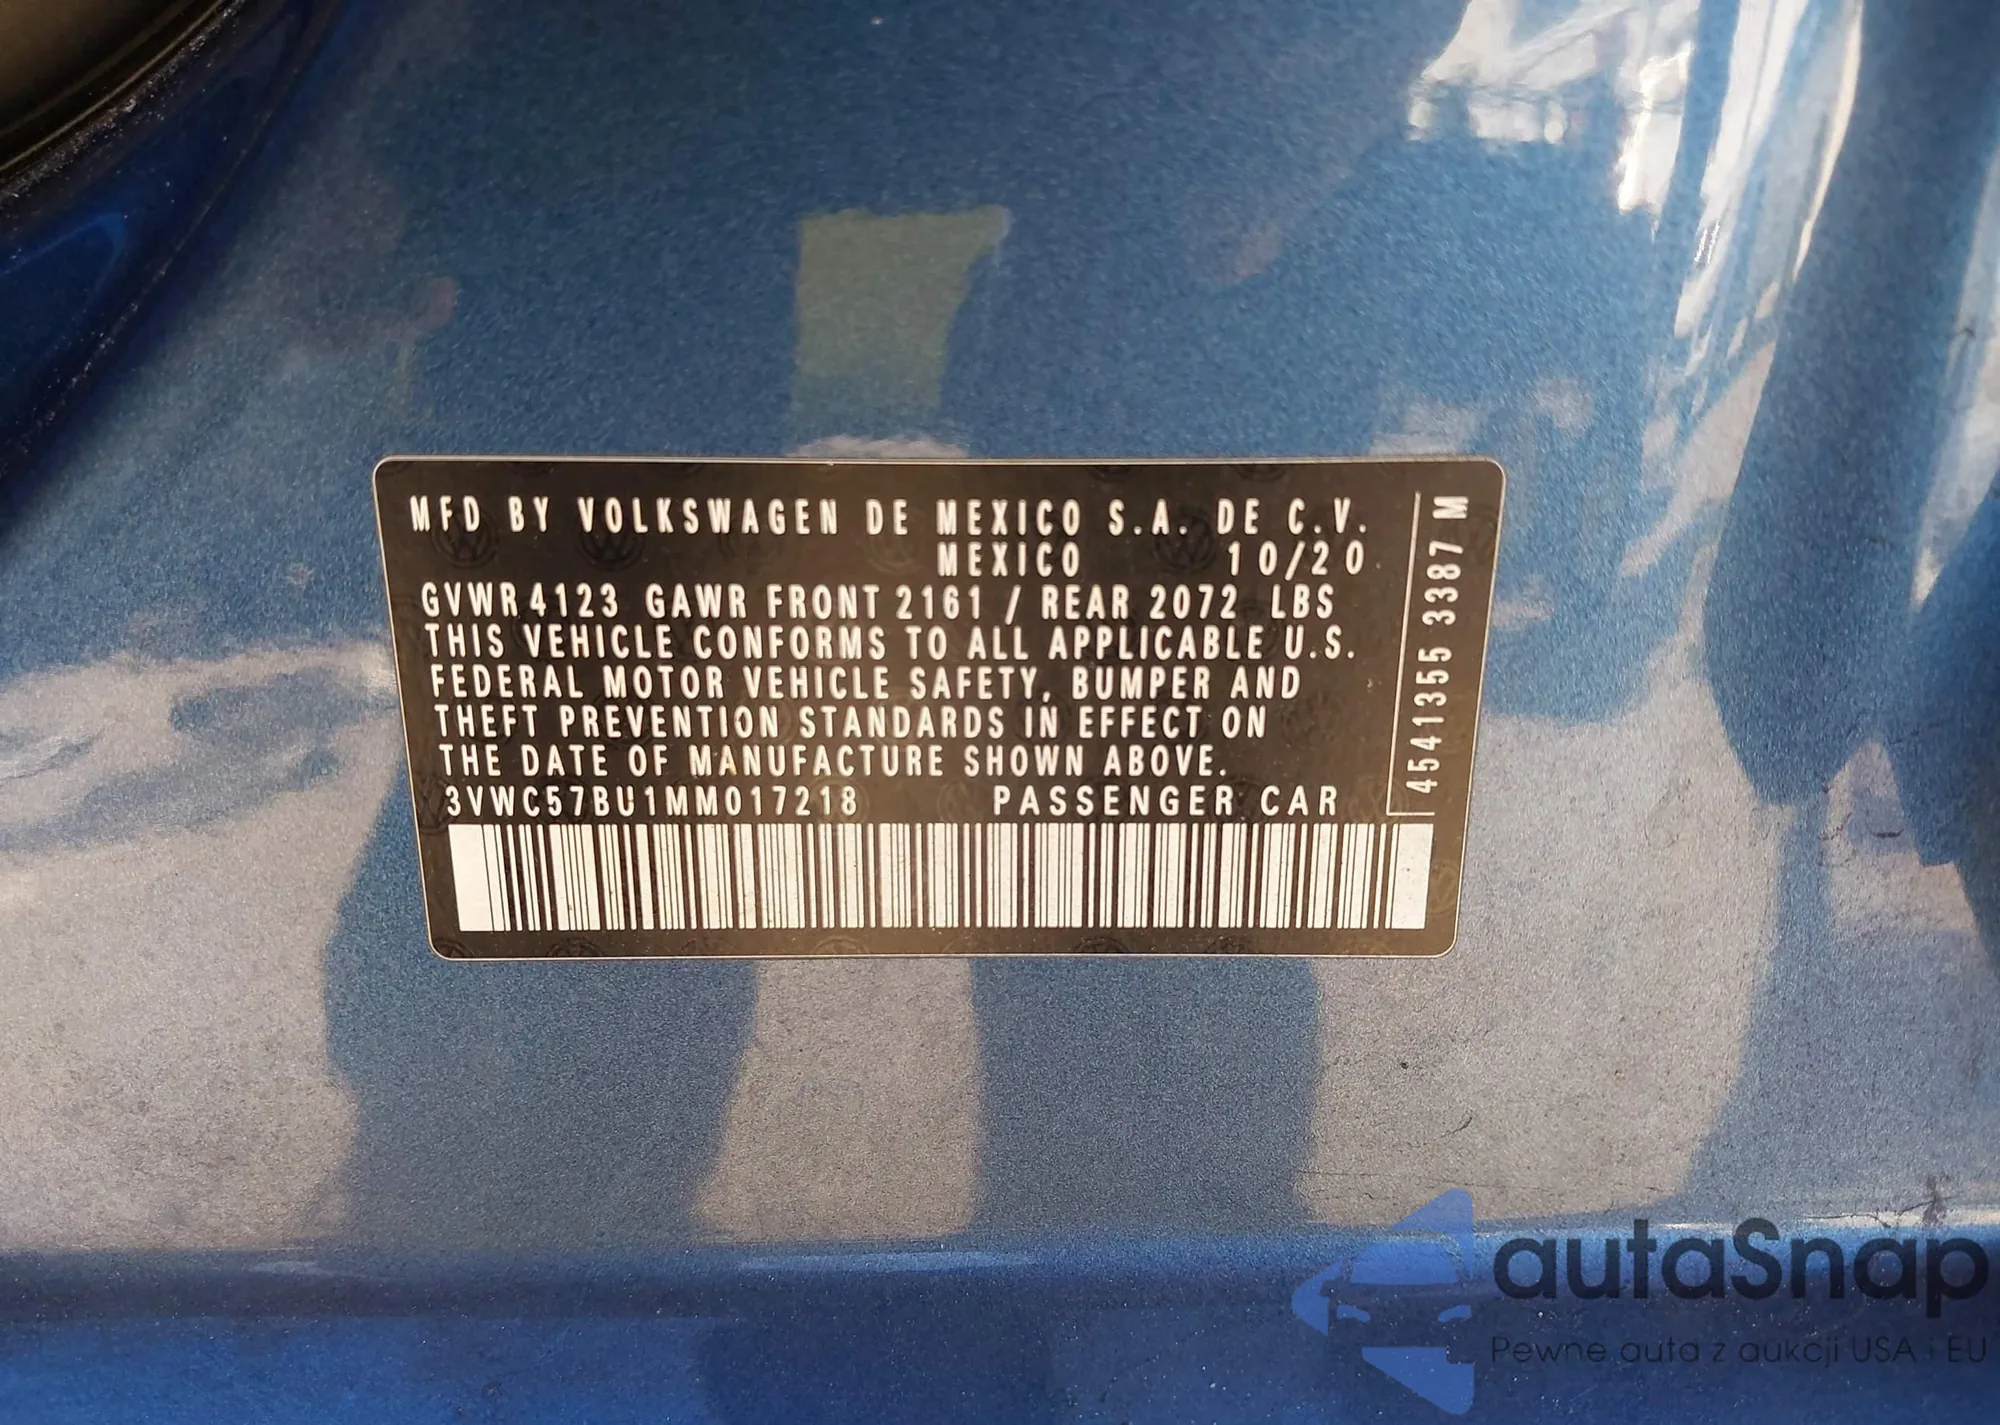 MFD BY VOLKSWAGEN DE MEXICO S.A. DE C.V.
MEXICO 10/20
GVWR 4123 GAWR FRONT 2161 / REAR 2072 LBS
THIS VEHICLE CONFORMS TO ALL APPLICABLE U.S.
FEDERAL MOTOR VEHICLE SAFETY, BUMPER AND
THEFT PREVENTION STANDARDS IN EFFECT ON
THE DATE OF MANUFACTURE SHOWN ABOVE.
3VWC57BU1MM017218 PASSENGER CAR
4541355 3387 M
autaSnap
Pewne auta z aukcji USA i EU